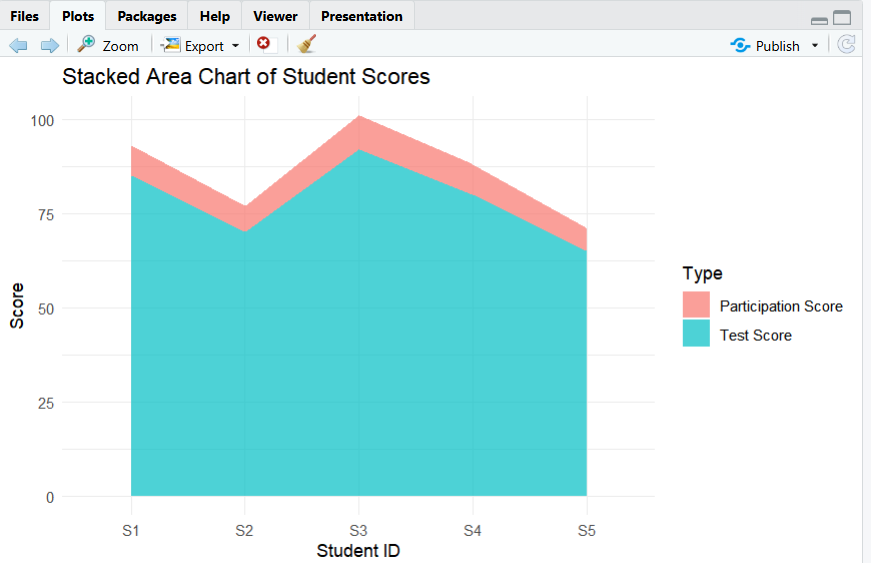 Files Plots Packages Help Viewer Presentation
Zoom Export Publish
Stacked Area Chart of Student Scores
100
75
50
25
0
Score
S1 S2 S3 S4 S5
Student ID
Type
Participation Score
Test Score